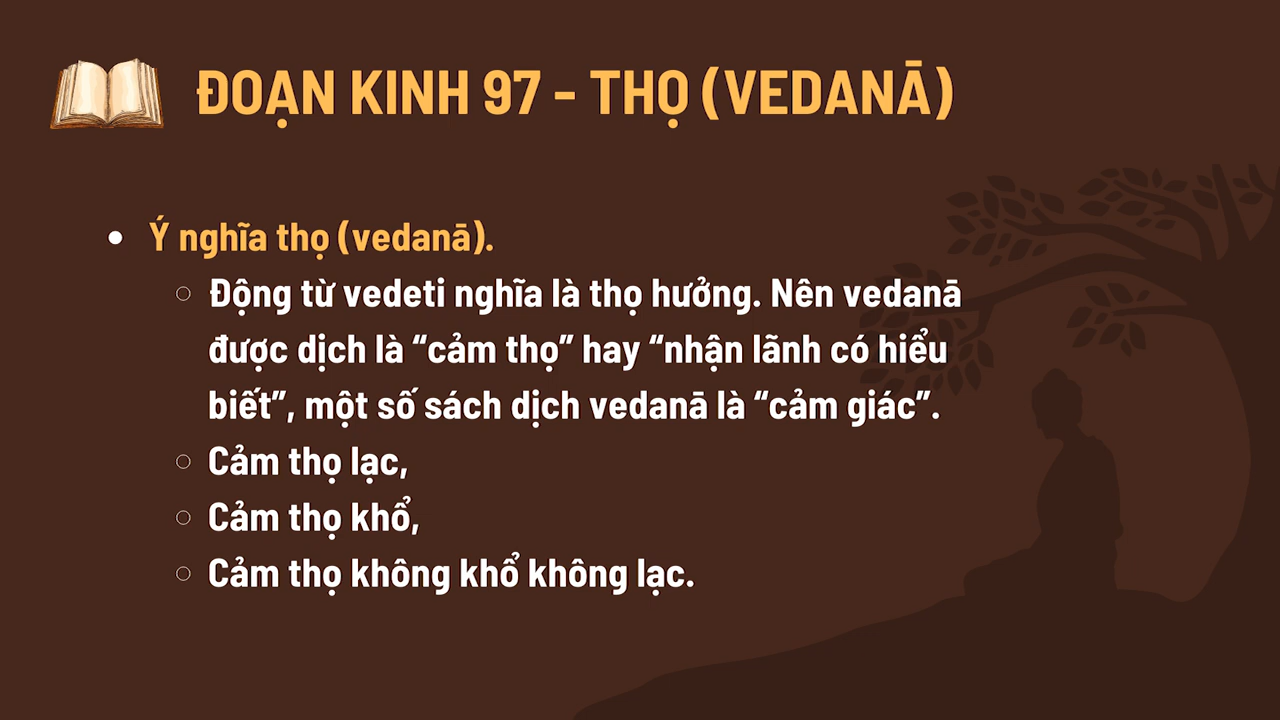 ĐOẠN KINH 97 - THỌ (VEDANĀ)
• Ý nghĩa thọ (vedanā).
○ Động từ vedeti nghĩa là thọ hưởng. Nên vedanā
được dịch là “cảm thọ” hay “nhận lãnh có hiểu
biết”, một số sách dịch vedanā là “cảm giác”.
○ Cảm thọ lạc,
○ Cảm thọ khổ,
○ Cảm thọ không khổ không lạc.